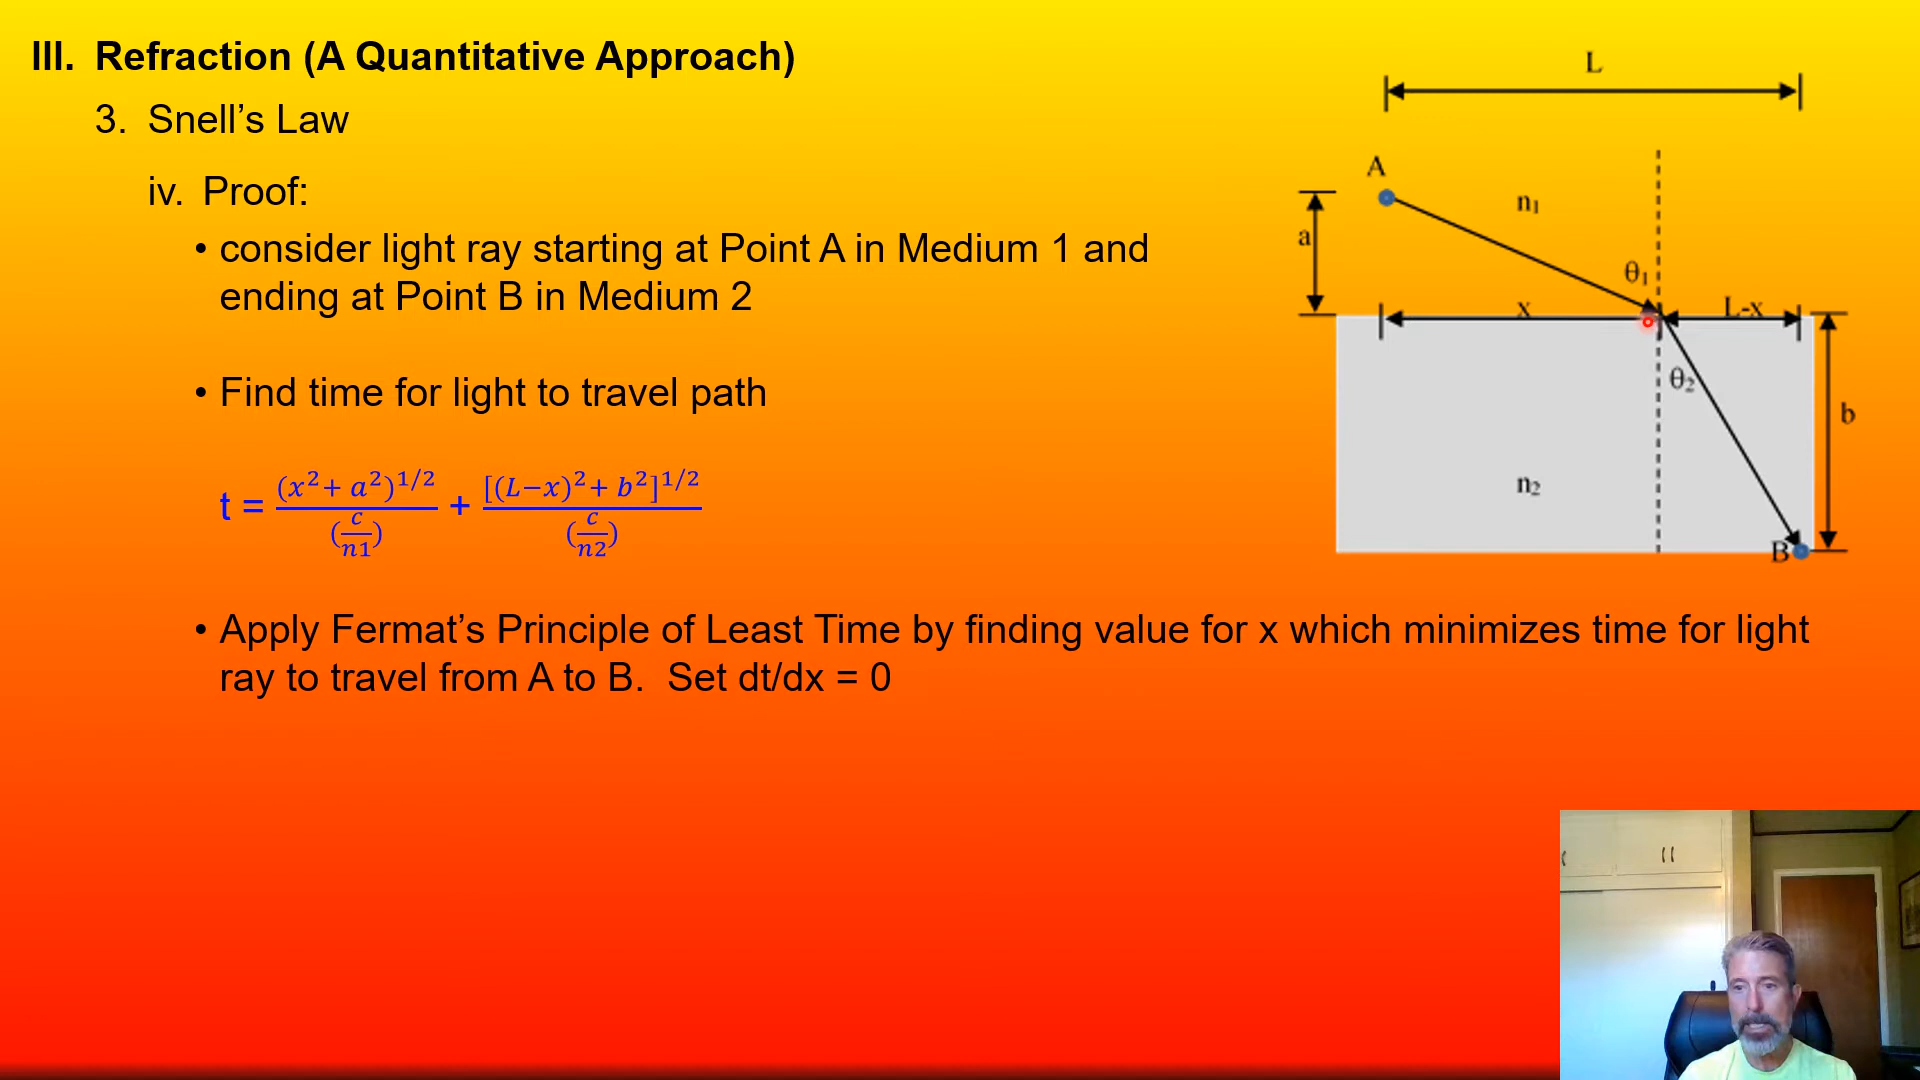 III. Refraction (A Quantitative Approach)
3. Snell's Law
iv. Proof:
• consider light ray starting at Point A in Medium 1 and
ending at Point B in Medium 2
• Find time for light to travel path
t = (x² + a²)^1/2 / (c/n1) + [(L−x)² + b²]^1/2 / (c/n2)
• Apply Fermat's Principle of Least Time by finding value for x which minimizes time for light
ray to travel from A to B. Set dt/dx = 0
L
A
n₁
a
θ₁
x
L-x
θ₂
b
n₂
B